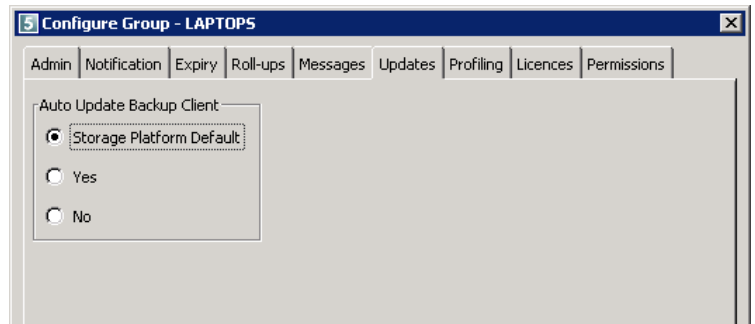 5 Configure Group - LAPTOPS
Admin Notification Expiry Roll-ups Messages Updates Profiling Licences Permissions
Auto Update Backup Client
Storage Platform Default
Yes
No